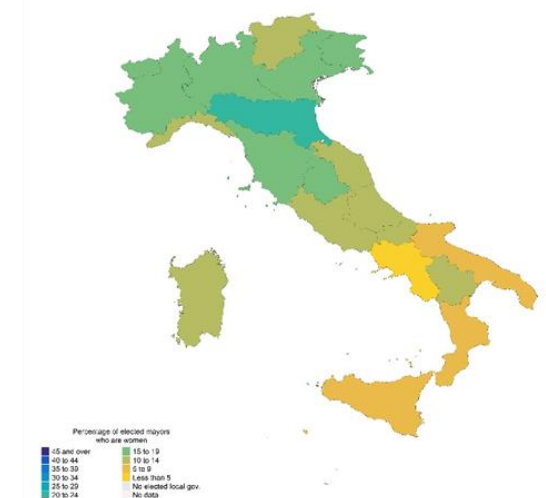 Percentage of elected mayors
who are women
45 and over
40 to 44
35 to 39
30 to 34
25 to 29
20 to 24
15 to 19
10 to 14
5 to 9
Less than 5
No elected local gov.
No data